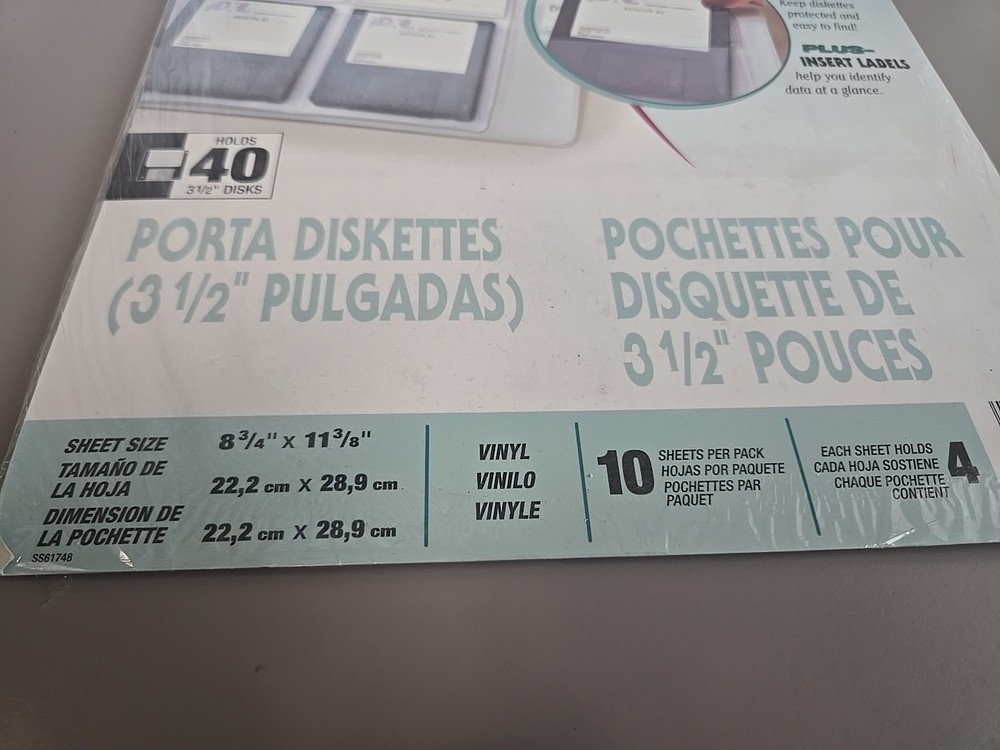 Keep diskettes
protected and
easy to find!
PLUS-
INSERT LABELS
help you identify
data at a glance.
HOLDS
40
3 1/2" DISKS
PORTA DISKETTES
(3 1/2" PULGADAS)
POCHETTES POUR
DISQUETTE DE
3 1/2" POUCES
SHEET SIZE 8 3/4" X 11 3/8"
TAMAÑO DE
LA HOJA 22,2 cm X 28,9 cm
DIMENSION DE
LA POCHETTE 22,2 cm X 28,9 cm
SS61748
VINYL
VINILO
VINYLE
10 SHEETS PER PACK
HOJAS POR PAQUETE
POCHETTES PAR
PAQUET
EACH SHEET HOLDS
CADA HOJA SOSTIENE 4
CHAQUE POCHETTE
CONTIENT